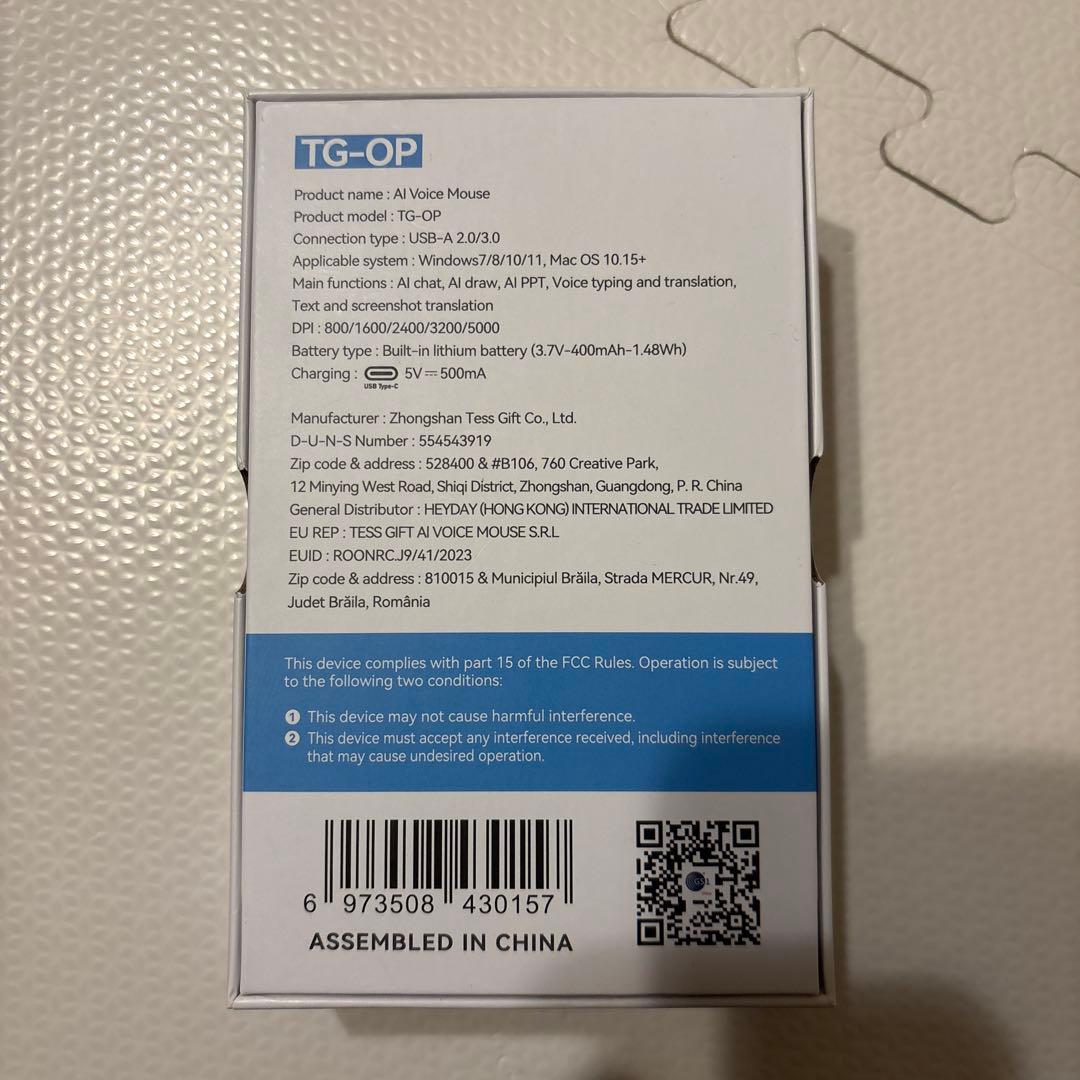 TG-OP
Product name : AI Voice Mouse
Product model : TG-OP
Connection type : USB-A 2.0/3.0
Applicable system : Windows7/8/10/11, Mac OS 10.15+
Main functions : AI chat, AI draw, AI PPT, Voice typing and translation,
Text and screenshot translation
DPI : 800/1600/2400/3200/5000
Battery type : Built-in lithium battery (3.7V-400mAh-1.48Wh)
Charging : USB Type-C 5V⎓500mA
Manufacturer : Zhongshan Tess Gift Co., Ltd.
D-U-N-S Number : 554543919
Zip code & address : 528400 & #B106, 760 Creative Park,
12 Minying West Road, Shiqi District, Zhongshan, Guangdong, P. R. China
General Distributor : HEYDAY (HONG KONG) INTERNATIONAL TRADE LIMITED
EU REP : TESS GIFT AI VOICE MOUSE S.R.L
EUID : ROONRC.J9/41/2023
Zip code & address : 810015 & Municipiul Brăila, Strada MERCUR, Nr.49,
Judet Brăila, România
This device complies with part 15 of the FCC Rules. Operation is subject
to the following two conditions:
1 This device may not cause harmful interference.
2 This device must accept any interference received, including interference
that may cause undesired operation.
6 973508 430157
GS1
ASSEMBLED IN CHINA